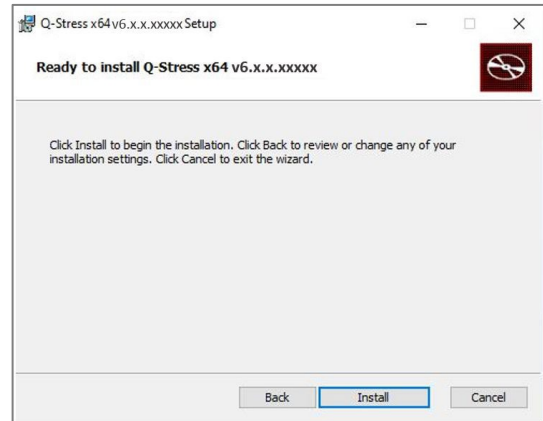 Q-Stress x64 v6.x.x.xxxxx Setup
Ready to install Q-Stress x64 v6.x.x.xxxxx
Click Install to begin the installation. Click Back to review or change any of your
installation settings. Click Cancel to exit the wizard.
Back Install Cancel